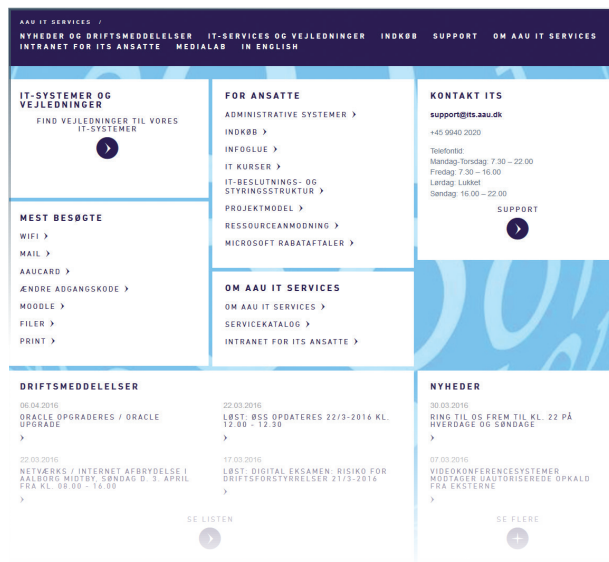 AAU IT SERVICES /
NYHEDER OG DRIFTSMEDDELELSER IT-SERVICES OG VEJLEDNINGER INDKØB SUPPORT OM AAU IT SERVICES
INTRANET FOR ITS ANSATTE MEDIALAB IN ENGLISH
IT-SYSTEMER OG
VEJLEDNINGER
FIND VEJLEDNINGER TIL VORES
IT-SYSTEMER
MEST BESØGTE
WIFI
MAIL
AAUCARD
ÆNDRE ADGANGSKODE
MOODLE
FILER
PRINT
FOR ANSATTE
ADMINISTRATIVE SYSTEMER
INDKØB
INFOGLUE
IT KURSER
IT-BESLUTNINGS- OG
STYRINGSSTRUKTUR
PROJEKTMODEL
RESSOURCEANMODNING
MICROSOFT RABATAFTALER
OM AAU IT SERVICES
OM AAU IT SERVICES
SERVICEKATALOG
INTRANET FOR ITS ANSATTE
KONTAKT ITS
support@its.aau.dk
+45 9940 2020
Telefontid:
Mandag-Torsdag: 7.30 – 22.00
Fredag: 7.30 – 16.00
Lørdag: Lukket
Søndag: 16.00 – 22.00
SUPPORT
DRIFTSMEDDELELSER
06.04.2016
ORACLE OPGRADERES / ORACLE
UPGRADE
22.03.2016
LØST: ØSS OPDATERES 22/3-2016 KL.
12.00 - 12.30
22.03.2016
NETVÆRKS / INTERNET AFBRYDELSE I
AALBORG MIDTBY, SØNDAG D. 3. APRIL
FRA KL. 08.00 - 16.00
17.03.2016
LØST: DIGITAL EKSAMEN: RISIKO FOR
DRIFTSFORSTYRRELSER 21/3-2016
SE LISTEN
NYHEDER
30.03.2016
RING TIL OS FREM TIL KL. 22 PÅ
HVERDAGE OG SØNDAGE
07.03.2016
VIDEOKONFERENCESYSTEMER
MODTAGER UAUTORISEREDE OPKALD
FRA EKSTERNE
SE FLERE